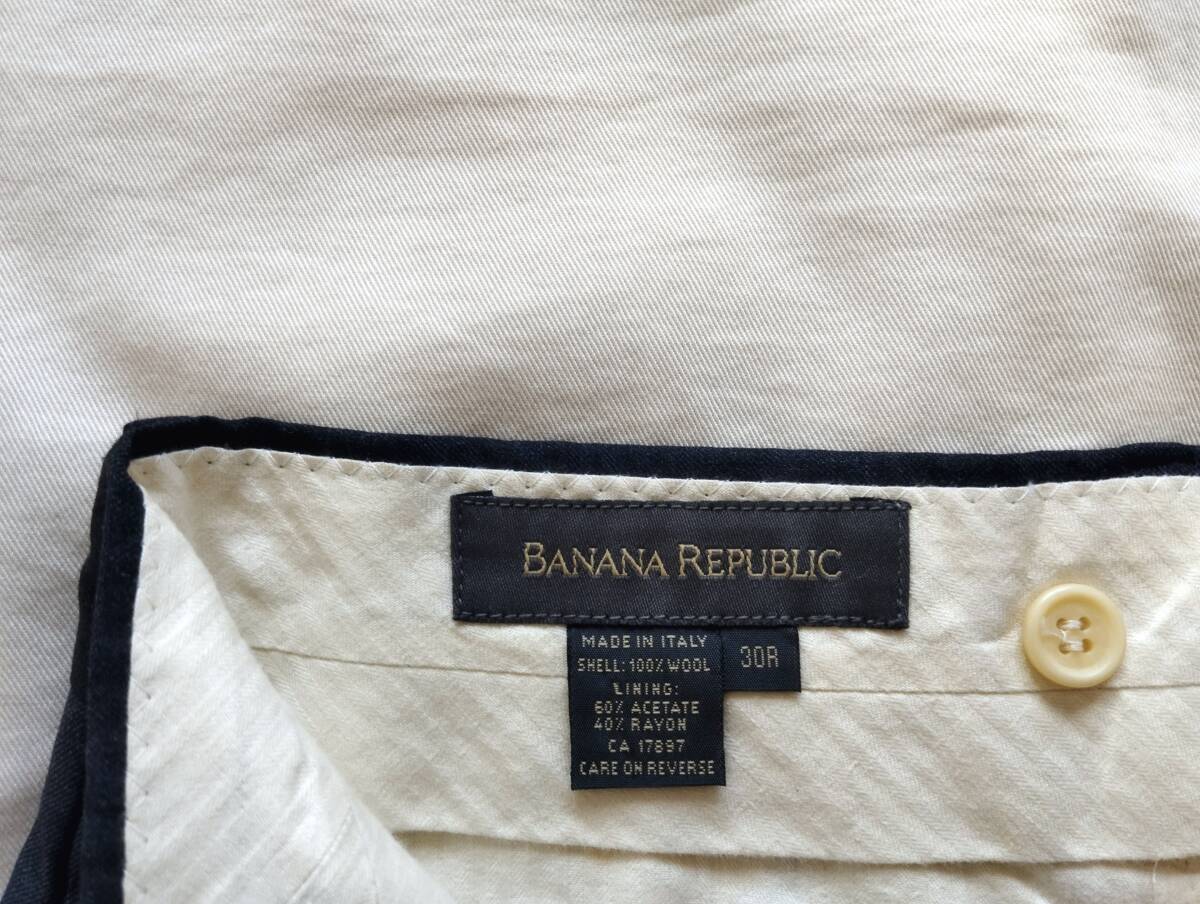 BANANA REPUBLIC
MADE IN ITALY
SHELL: 100% WOOL
LINING:
60% ACETATE
40% RAYON
CA 17897
CARE ON REVERSE
30R